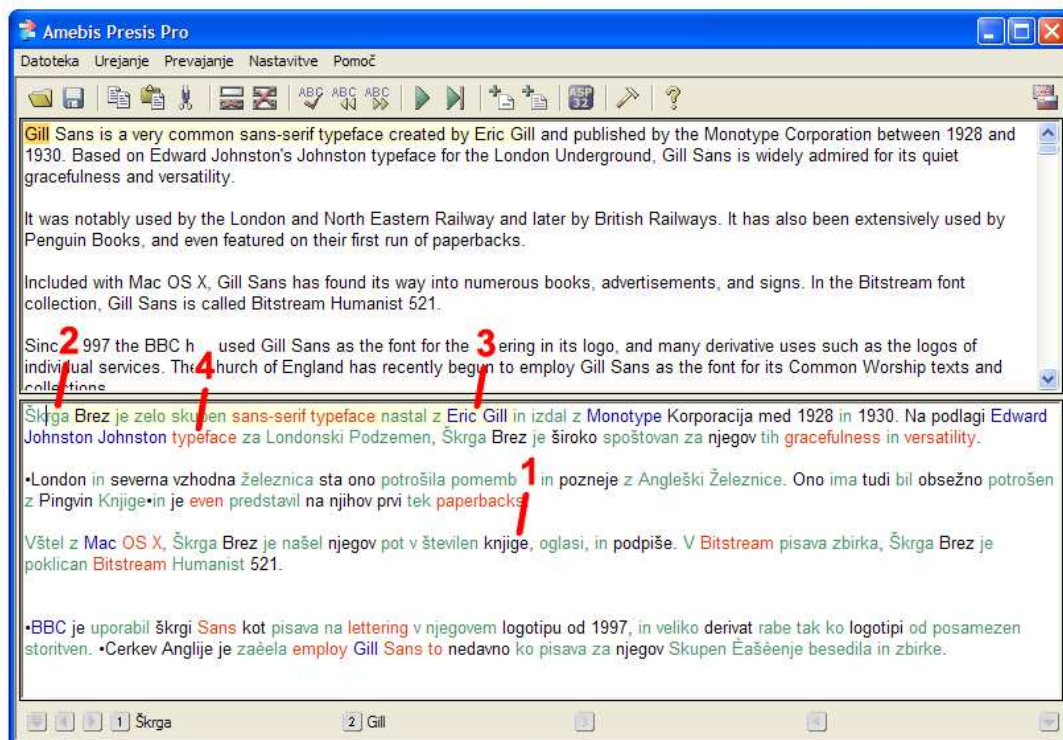 Amebis Presis Pro
Datoteka Urejanje Prevajanje Nastavitve Pomoč
ABC ABC ABC ASP 32
Gill Sans is a very common sans-serif typeface created by Eric Gill and published by the Monotype Corporation between 1928 and
1930. Based on Edward Johnston's Johnston typeface for the London Underground, Gill Sans is widely admired for its quiet
gracefulness and versatility.
It was notably used by the London and North Eastern Railway and later by British Railways. It has also been extensively used by
Penguin Books, and even featured on their first run of paperbacks.
Included with Mac OS X, Gill Sans has found its way into numerous books, advertisements, and signs. In the Bitstream font
collection, Gill Sans is called Bitstream Humanist 521.
Sinc 2 997 the BBC h used Gill Sans as the font for the 3 ering in its logo, and many derivative uses such as the logos of
individual services. The 4 hurch of England has recently begun to employ Gill Sans as the font for its Common Worship texts and
collections
Škrga Brez je zelo skupen sans-serif typeface nastal z Eric Gill in izdal z Monotype Korporacija med 1928 in 1930. Na podlagi Edward
Johnston Johnston typeface za Londonski Podzemen, Škrga Brez je široko spoštovan za njegov tih gracefulness in versatility.
•London in severna vzhodna železnica sta ono potrošila pomemb 1 in pozneje z Angleški Železnice. Ono ima tudi bil obsežno potrošen
z Pingvin Knjige•in je even predstavil na njihov prvi tek paperbacks
Vštel z Mac OS X, Škrga Brez je našel njegov pot v številen knjige, oglasi, in podpiše. V Bitstream pisava zbirka, Škrga Brez je
poklican Bitstream Humanist 521.
•BBC je uporabil škrgi Sans kot pisava na lettering v njegovem logotipu od 1997, in veliko derivat rabe tak ko logotipi od posamezen
storitven. •Cerkev Anglije je zaèela employ Gill Sans to nedavno ko pisava za njegov Skupen Èašèenje besedila in zbirke.
1 Škrga 2 Gill 3 4